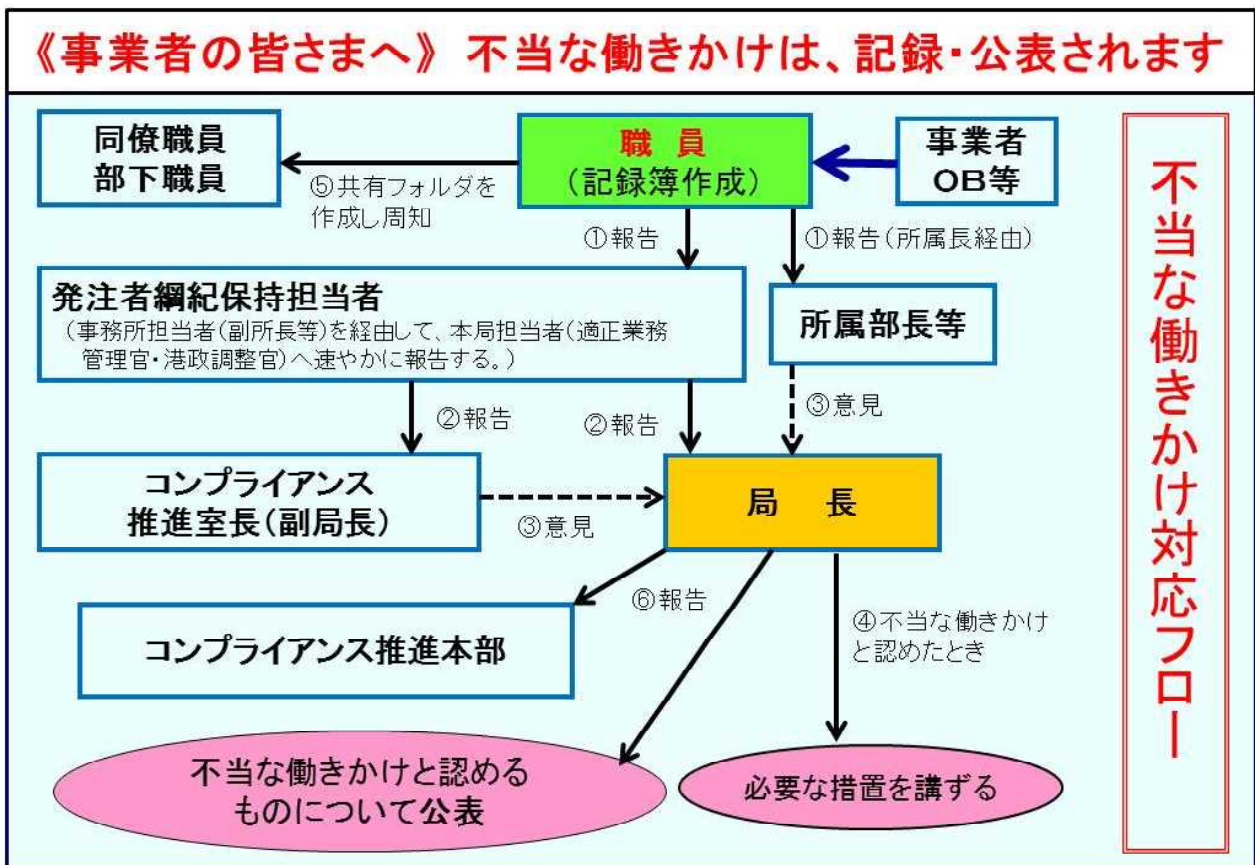 《事業者の皆さまへ》 不当な働きかけは、記録・公表されます
同僚職員
部下職員
職 員
（記録簿作成）
事業者
OB等
⑤共有フォルダを
作成し周知
①報告
①報告（所属長経由）
発注者綱紀保持担当者
（事務所担当者（副所長等）を経由して、本局担当者（適正業務
管理官・港政調整官）へ速やかに報告する。）
所属部長等
②報告
②報告
③意見
コンプライアンス
推進室長（副局長）
③意見
局 長
⑥報告
④不当な働きかけ
と認めたとき
コンプライアンス推進本部
不当な働きかけと認める
ものについて公表
必要な措置を講ずる
不当な働きかけ対応フロー